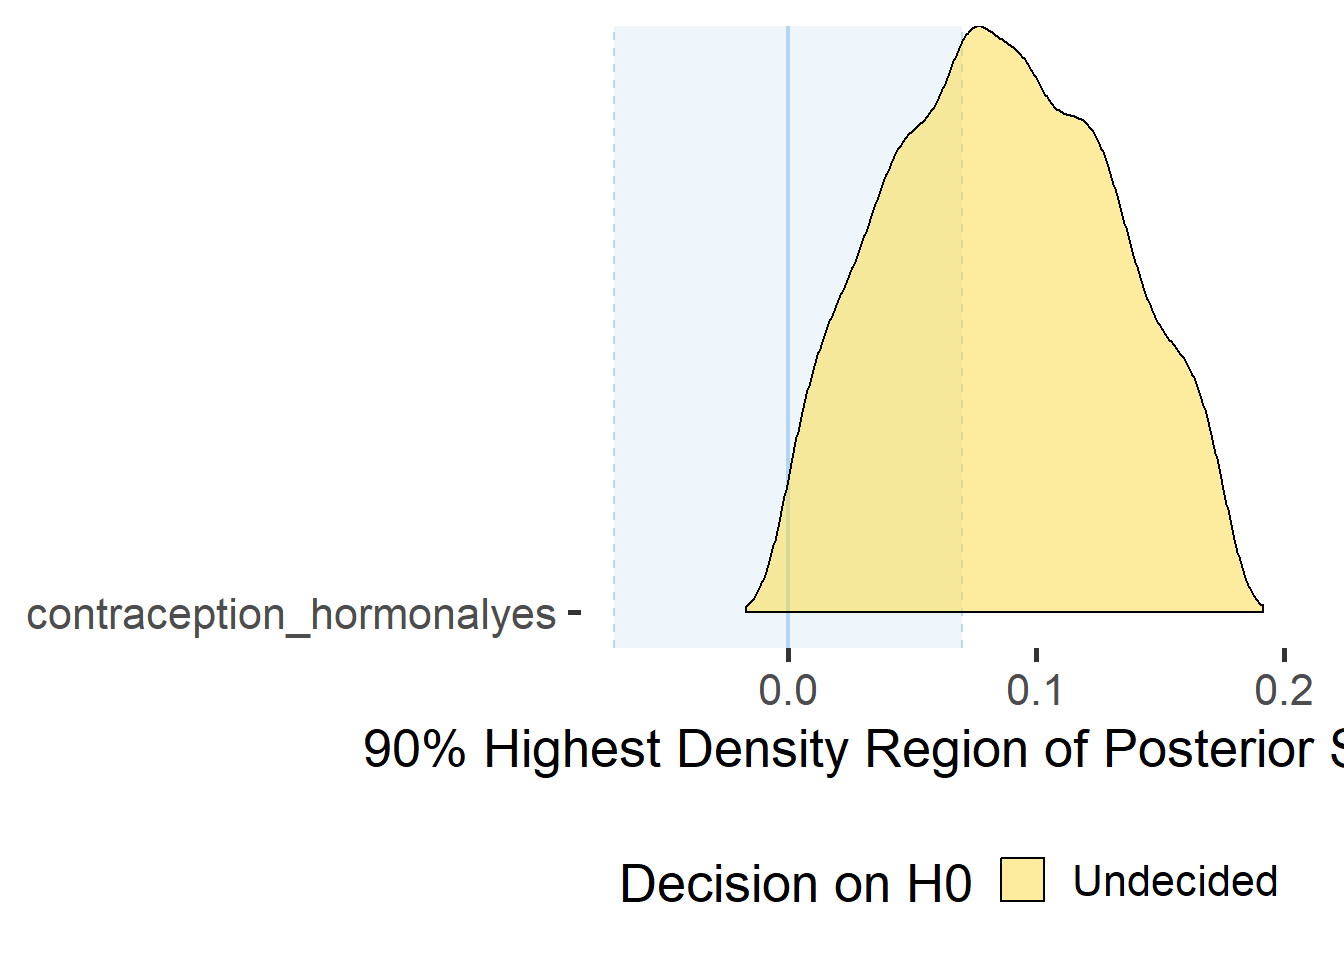 contraception_hormonalyes
0.0 0.1 0.2
90% Highest Density Region of Posterior
Decision on H0 Undecided